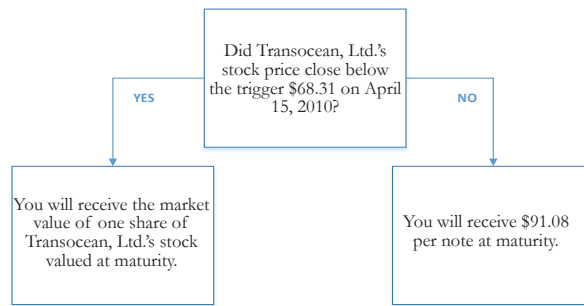 Did Transocean, Ltd.'s
stock price close below
the trigger $68.31 on April
15, 2010?
YES
NO
You will receive the market
value of one share of
Transocean, Ltd.'s stock
valued at maturity.
You will receive $91.08
per note at maturity.